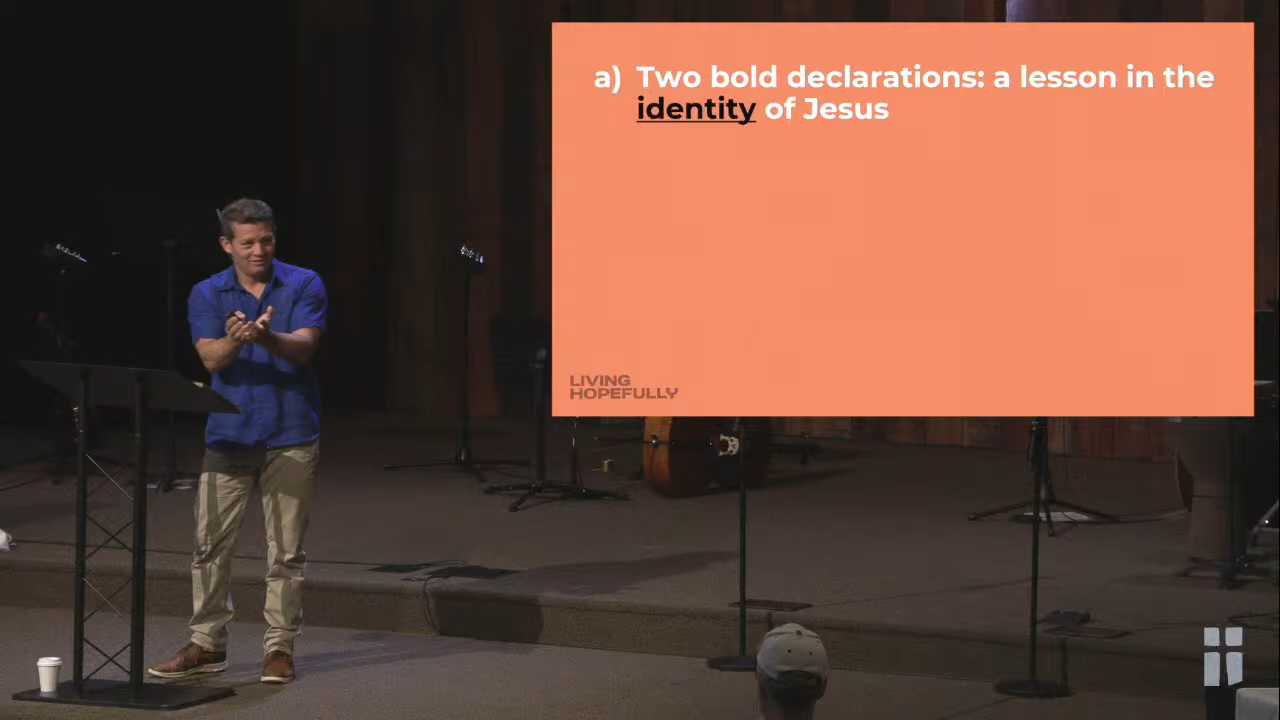 a) Two bold declarations: a lesson in the
identity of Jesus
LIVING
HOPEFULLY